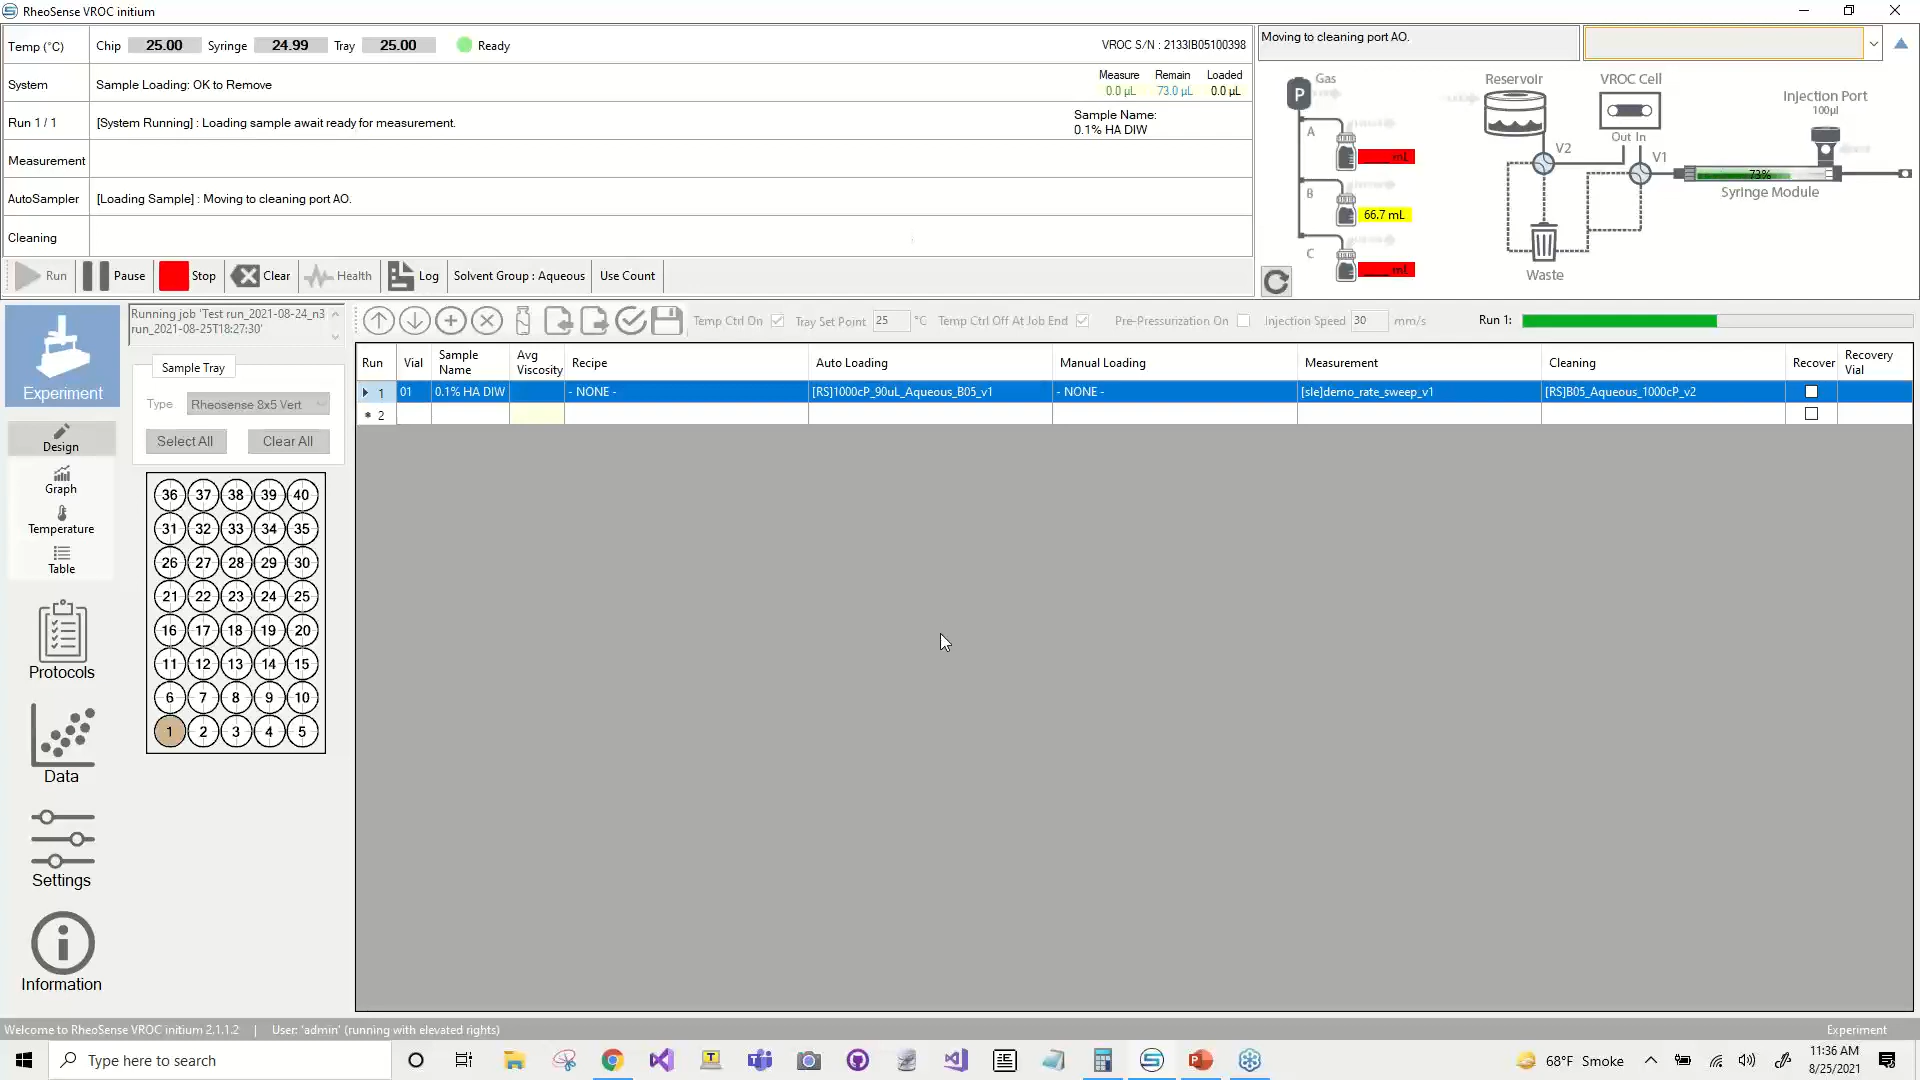 RheoSense VROC initium
Temp (°C) Chip 25.00 Syringe 24.99 Tray 25.00 Ready VROC S/N : 2133IB05100398
System Sample Loading: OK to Remove Measure Remain Loaded
0.0 µL 73.0 µL 0.0 µL
Run 1 / 1 [System Running] : Loading sample await ready for measurement. Sample Name:
0.1% HA DIW
Measurement
AutoSampler [Loading Sample] : Moving to cleaning port AO.
Cleaning
Run Pause Stop Clear Health Log Solvent Group : Aqueous Use Count
Moving to cleaning port AO.
Gas Reservoir VROC Cell Injection Port
100µl
P
A
mL
Out In
V2 V1
73%
Syringe Module
B
66.7 mL
C
mL
Waste
Experiment
Design
Graph
Temperature
Table
Protocols
Data
Settings
Information
Running job 'Test run_2021-08-24_n3
run_2021-08-25T18:27:30'
Sample Tray
Type Rheosense 8x5 Vert
Select All Clear All
36 37 38 39 40
31 32 33 34 35
26 27 28 29 30
21 22 23 24 25
16 17 18 19 20
11 12 13 14 15
6 7 8 9 10
1 2 3 4 5
Temp Ctrl On Tray Set Point 25 °C Temp Ctrl Off At Job End Pre-Pressurization On Injection Speed 30 mm/s Run 1:
Run Vial Sample Name Avg Viscosity Recipe Auto Loading Manual Loading Measurement Cleaning Recover Recovery Vial
1 01 0.1% HA DIW - NONE - [RS]1000cP_90uL_Aqueous_B05_v1 - NONE - [sle]demo_rate_sweep_v1 [RS]B05_Aqueous_1000cP_v2
* 2
Welcome to RheoSense VROC initium 2.1.1.2 | User: 'admin' (running with elevated rights) Experiment
Type here to search
68°F Smoke
11:36 AM
8/25/2021